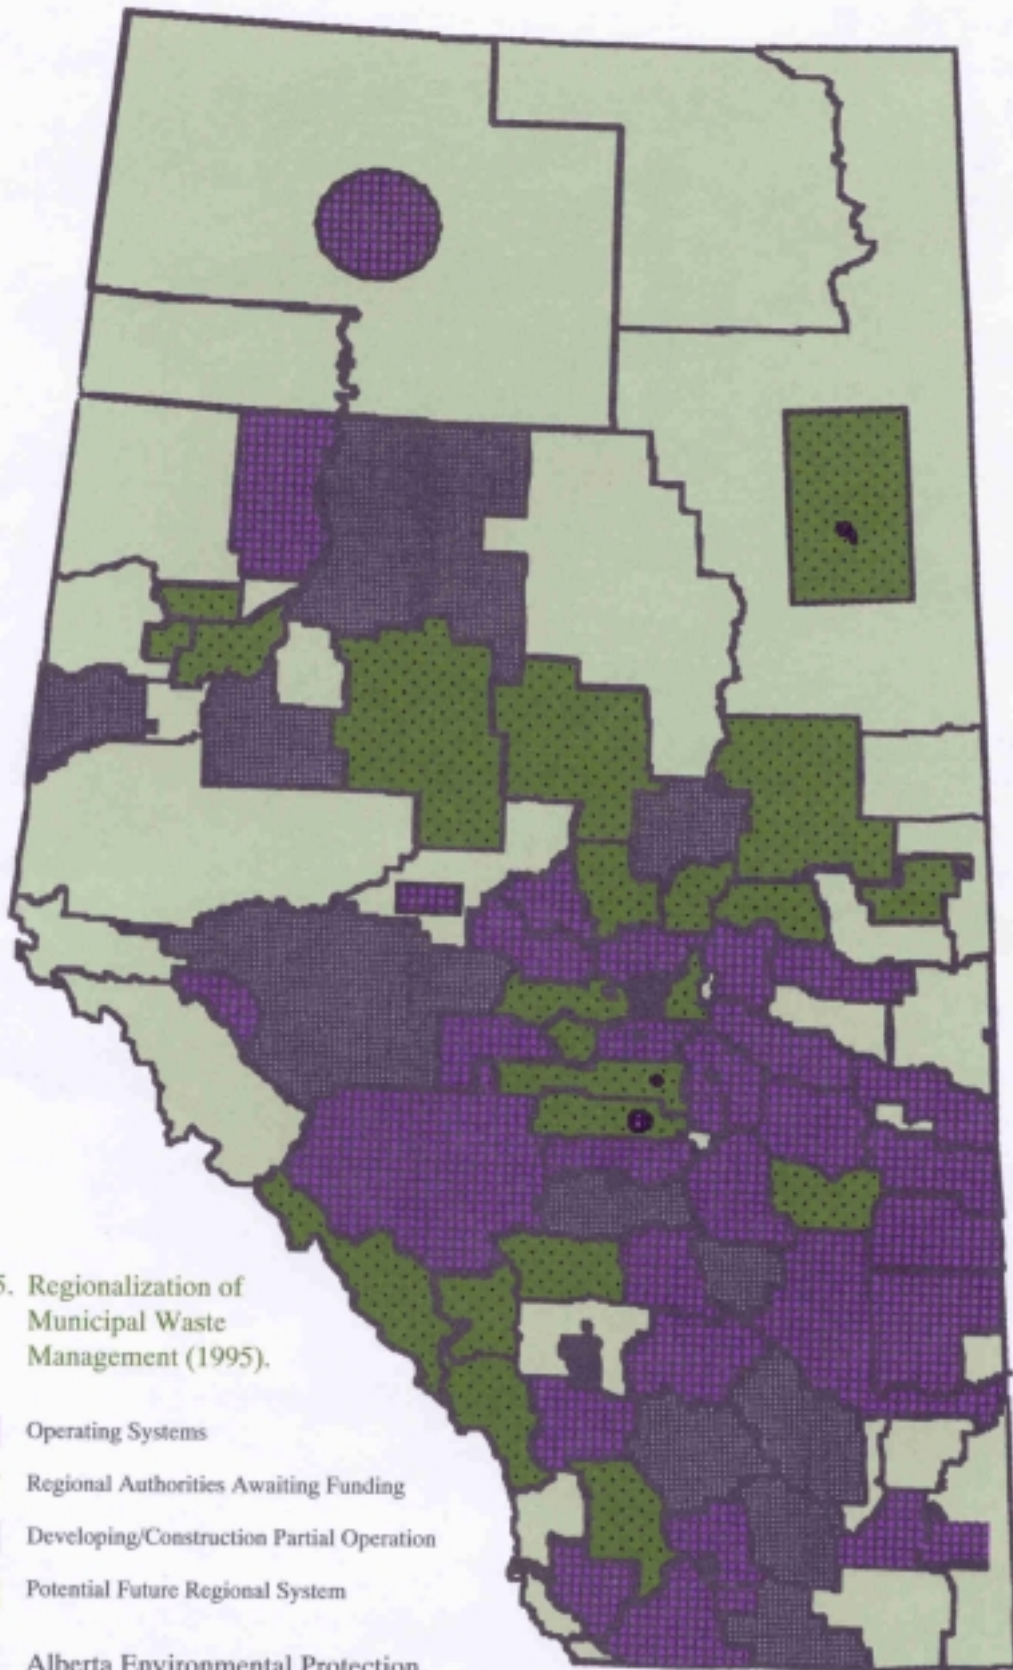 5. Regionalization of
Municipal Waste
Management (1995).
Operating Systems
Regional Authorities Awaiting Funding
Developing/Construction Partial Operation
Potential Future Regional System
Alberta Environmental Protection